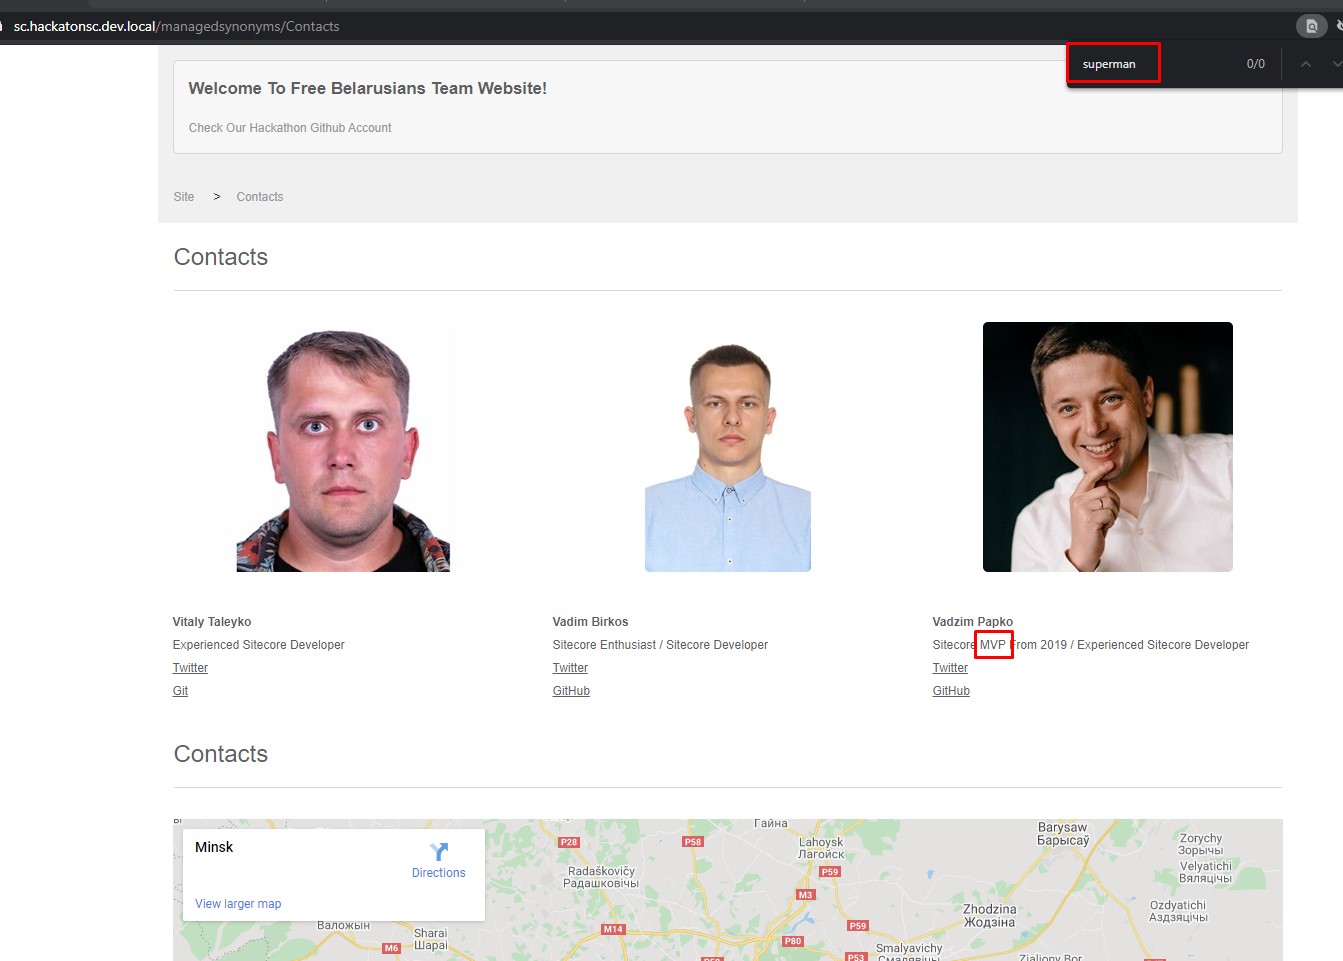 sc.hackatonsc.dev.local/managedsynonyms/Contacts
superman
0/0
Welcome To Free Belarusians Team Website!
Check Our Hackathon Github Account
Site > Contacts
Contacts
Vitaly Taleyko
Experienced Sitecore Developer
Twitter
Git
Vadim Birkos
Sitecore Enthusiast / Sitecore Developer
Twitter
GitHub
Vadzim Papko
Sitecore MVP From 2019 / Experienced Sitecore Developer
Twitter
GitHub
Contacts
Minsk
Directions
View larger map
Гайна
P28
P58
Lahoysk
Лагойск
Barysaw
Барысаў
Zorychy
Зорычы
Radaškovičy
Радашковічы
P59
Velyatichi
Вяляцічы
M3
Zhodzina
Жодзіна
Ozdyatichi
Аздзяцічы
Валожын
Sharai
Шараі
M14
P59
M6
P80
Smalyavichy
Смалявічы
P53
Zialiony Bor